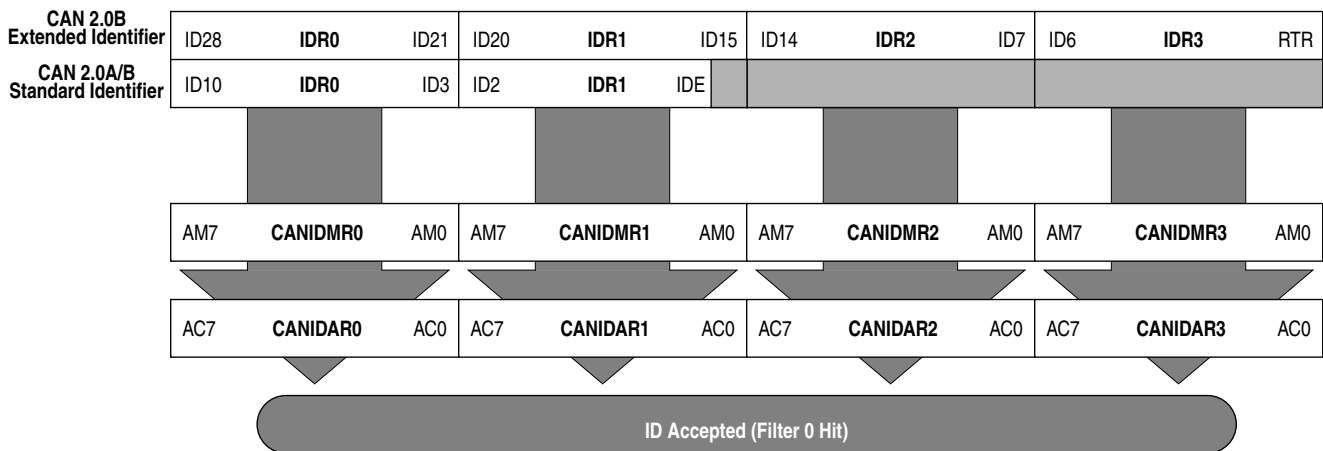 CAN 2.0B
Extended Identifier
ID28 IDR0 ID21 ID20 IDR1 ID15 ID14 IDR2 ID7 ID6 IDR3 RTR
CAN 2.0A/B
Standard Identifier
ID10 IDR0 ID3 ID2 IDR1 IDE
AM7 CANIDMR0 AM0 AM7 CANIDMR1 AM0 AM7 CANIDMR2 AM0 AM7 CANIDMR3 AM0
AC7 CANIDAR0 AC0 AC7 CANIDAR1 AC0 AC7 CANIDAR2 AC0 AC7 CANIDAR3 AC0
ID Accepted (Filter 0 Hit)